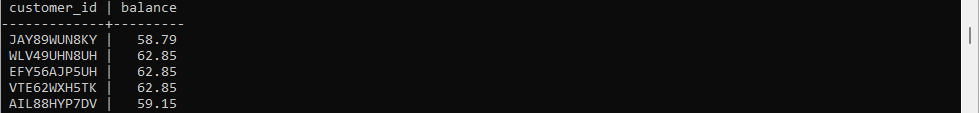 customer_id | balance
-------------+---------
JAY89WUN8KY | 58.79
WLV49UHN8UH | 62.85
EFY56AJP5UH | 62.85
VTE62WXH5TK | 62.85
AIL88HYP7DV | 59.15